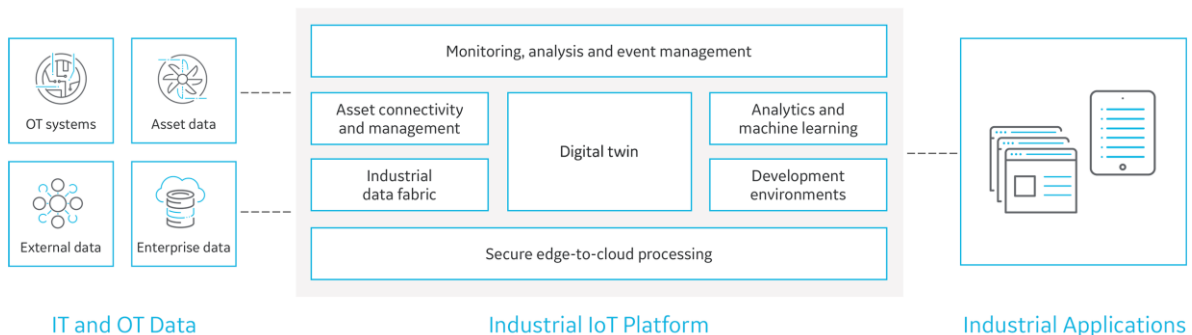 OT systems
Asset data
External data
Enterprise data
IT and OT Data
Monitoring, analysis and event management
Asset connectivity
and management
Industrial
data fabric
Digital twin
Analytics and
machine learning
Development
environments
Secure edge-to-cloud processing
Industrial IoT Platform
Industrial Applications